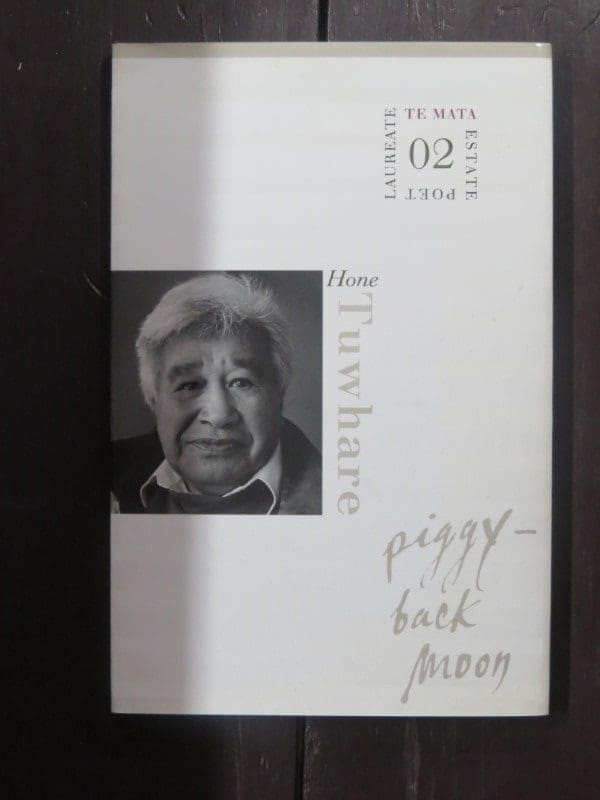 TE MATA
ESTATE
POET
LAUREATE
02
Hone
Tuwhare
piggy-
back
moon